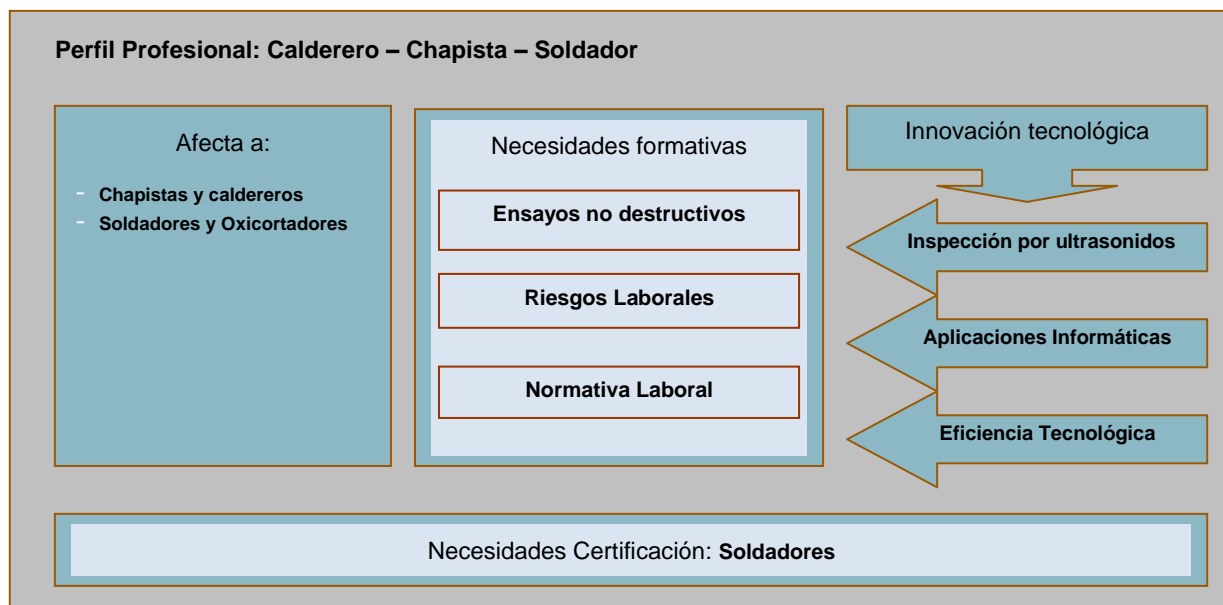 Perfil Profesional: Calderero – Chapista – Soldador
Afecta a:
- Chapistas y caldereros
- Soldadores y Oxicortadores
Necesidades formativas
Ensayos no destructivos
Riesgos Laborales
Normativa Laboral
Innovación tecnológica
Inspección por ultrasonidos
Aplicaciones Informáticas
Eficiencia Tecnológica
Necesidades Certificación: Soldadores